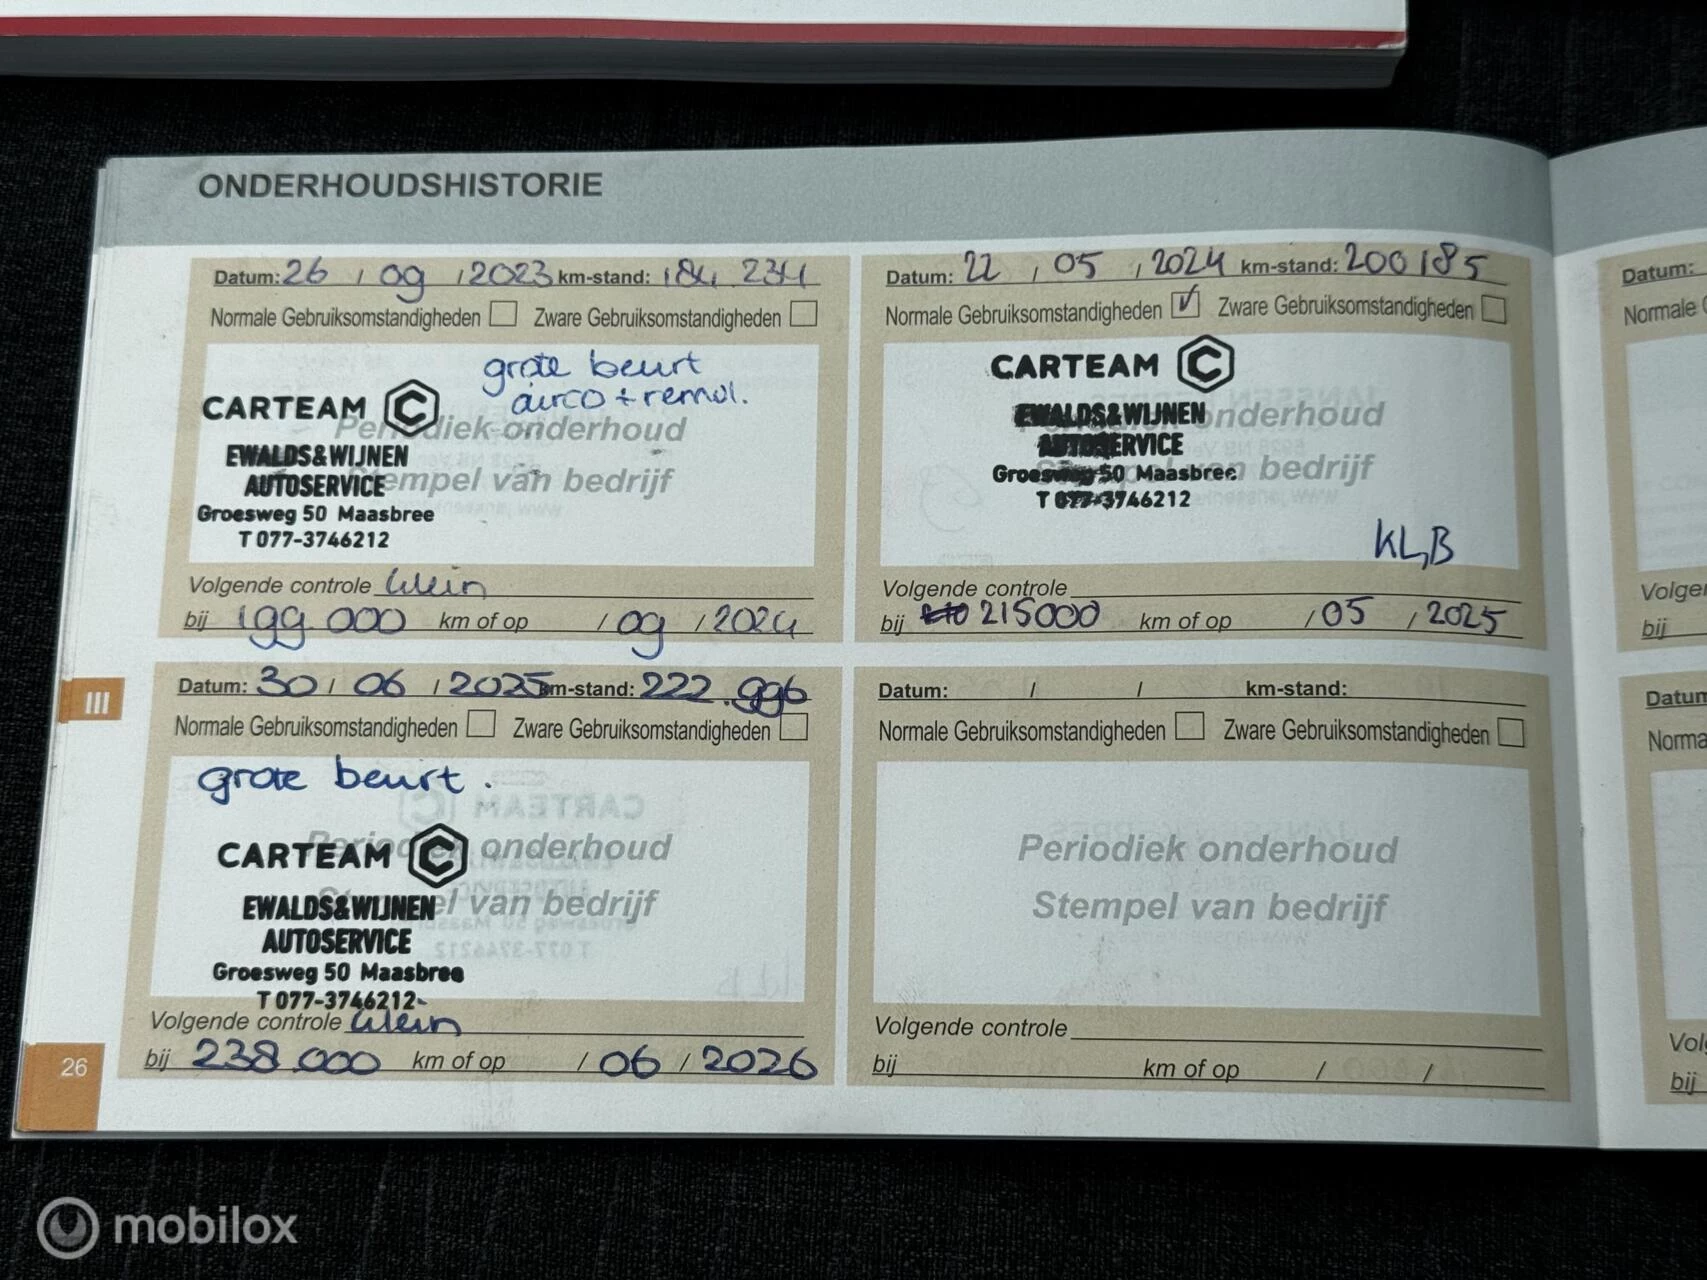 ONDERHOUDSHISTORIE
Datum: 26 / 09 / 2023 km-stand: 184 234
Normale Gebruiksomstandigheden Zware Gebruiksomstandigheden
grote beurt
airco + remol.
CARTEAM C
Periodiek onderhoud
EWALDS&WIJNEN
AUTOSERVICE
Stempel van bedrijf
Groesweg 50 Maasbree
T 077-3746212
Volgende controle klein
bij 199.000 km of op / 09 / 2024
Datum: 22 / 05 / 2024 km-stand: 200185
Normale Gebruiksomstandigheden Zware Gebruiksomstandigheden
CARTEAM C
EWALDS&WIJNEN
onderhoud
AUTOSERVICE
Stempel van bedrijf
Groesweg 50 Maasbree.
T 077-3746212
KL,B
Volgende controle
bij 215000 km of op / 05 / 2025
III
Datum: 30 / 06 / 2025 km-stand: 222.996
Normale Gebruiksomstandigheden Zware Gebruiksomstandigheden
grote beurt.
CARTEAM C
Periodiek onderhoud
EWALDS&WIJNEN
Stempel van bedrijf
AUTOSERVICE
Groesweg 50 Maasbree
T 077-3746212
Volgende controle klein
bij 238.000 km of op / 06 / 2026
Datum: / / km-stand:
Normale Gebruiksomstandigheden Zware Gebruiksomstandigheden
Periodiek onderhoud
Stempel van bedrijf
Volgende controle
bij km of op / /
26
Datum:
Normale
bij
Datum
bij
mobilox